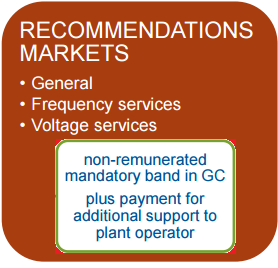 RECOMMENDATIONS
MARKETS
• General
• Frequency services
• Voltage services
non-remunerated
mandatory band in GC
plus payment for
additional support to
plant operator